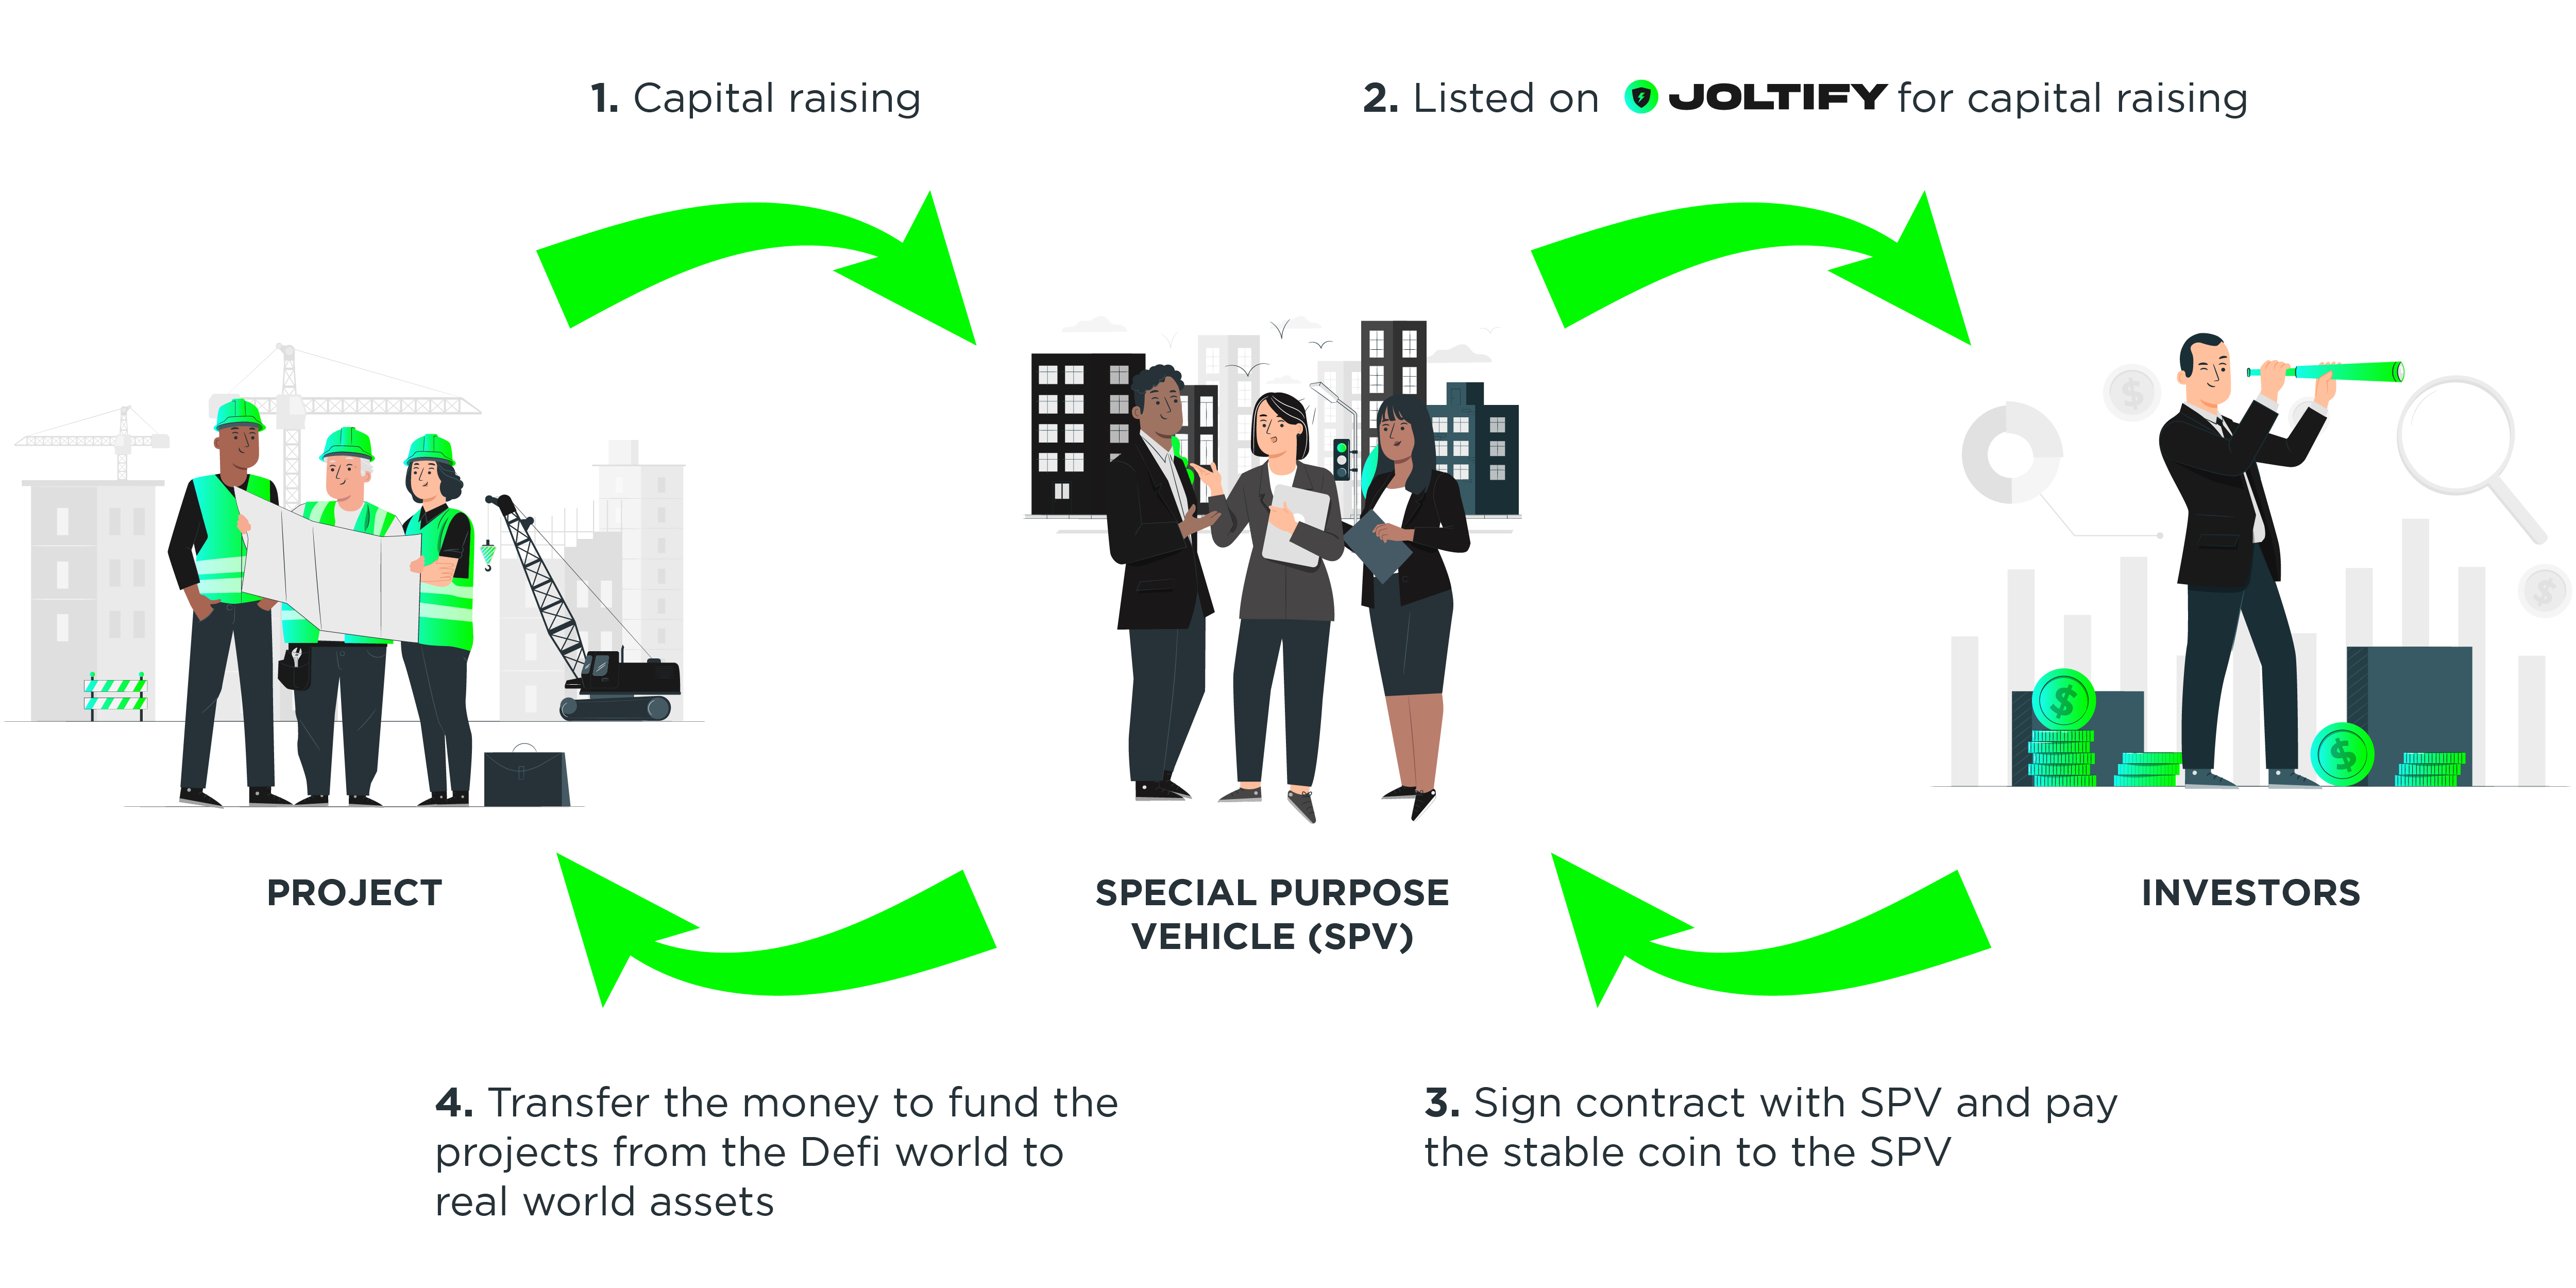 1. Capital raising
2. Listed on JOLTIFY for capital raising
PROJECT
SPECIAL PURPOSE
VEHICLE (SPV)
INVESTORS
4. Transfer the money to fund the
projects from the Defi world to
real world assets
3. Sign contract with SPV and pay
the stable coin to the SPV
$
$
$
$